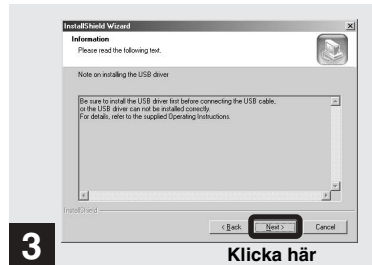 InstallShield Wizard
Information
Please read the following text.
Note on installing the USB driver
Be sure to install the USB driver first before connecting the USB cable,
or the USB driver can not be installed correctly.
For details, refer to the supplied Operating Instructions.
InstallShield
< Back Next > Cancel
3
Klicka här